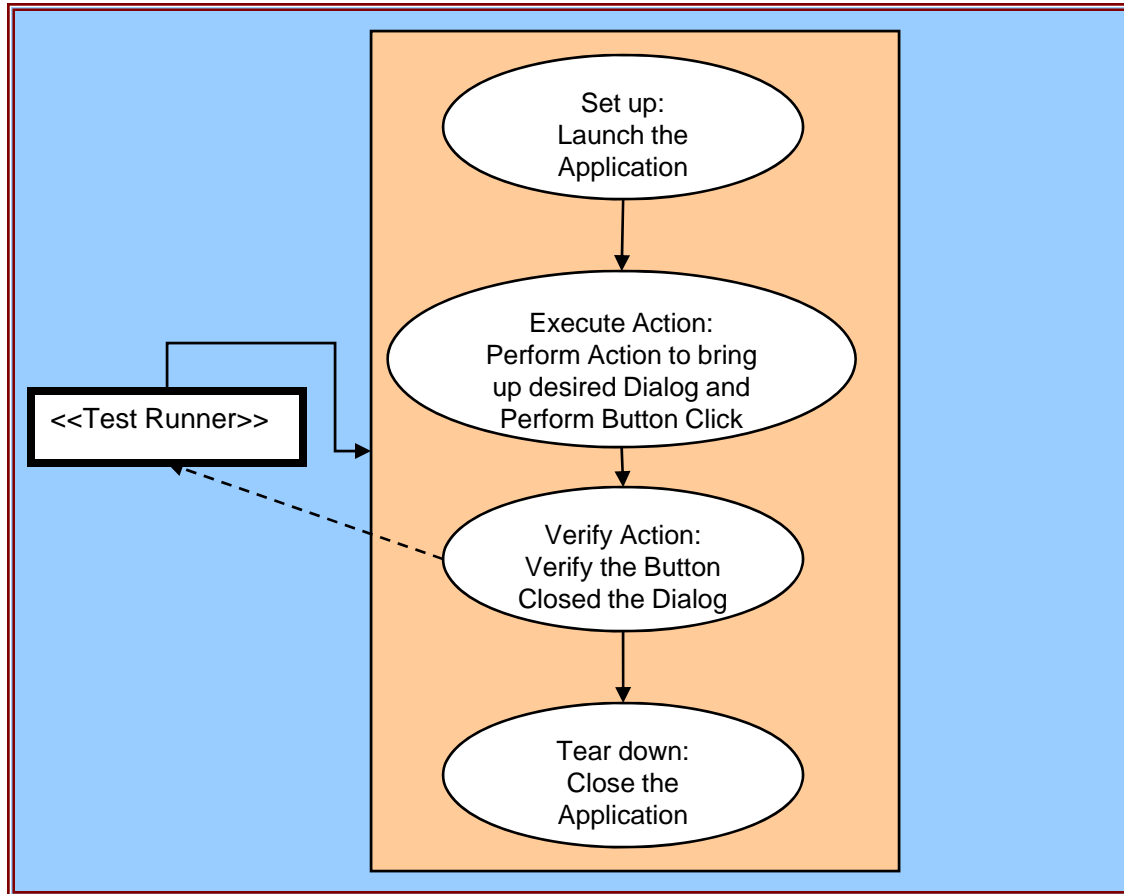 Set up:
Launch the
Application
Execute Action:
Perform Action to bring
up desired Dialog and
Perform Button Click
<<Test Runner>>
Verify Action:
Verify the Button
Closed the Dialog
Tear down:
Close the
Application